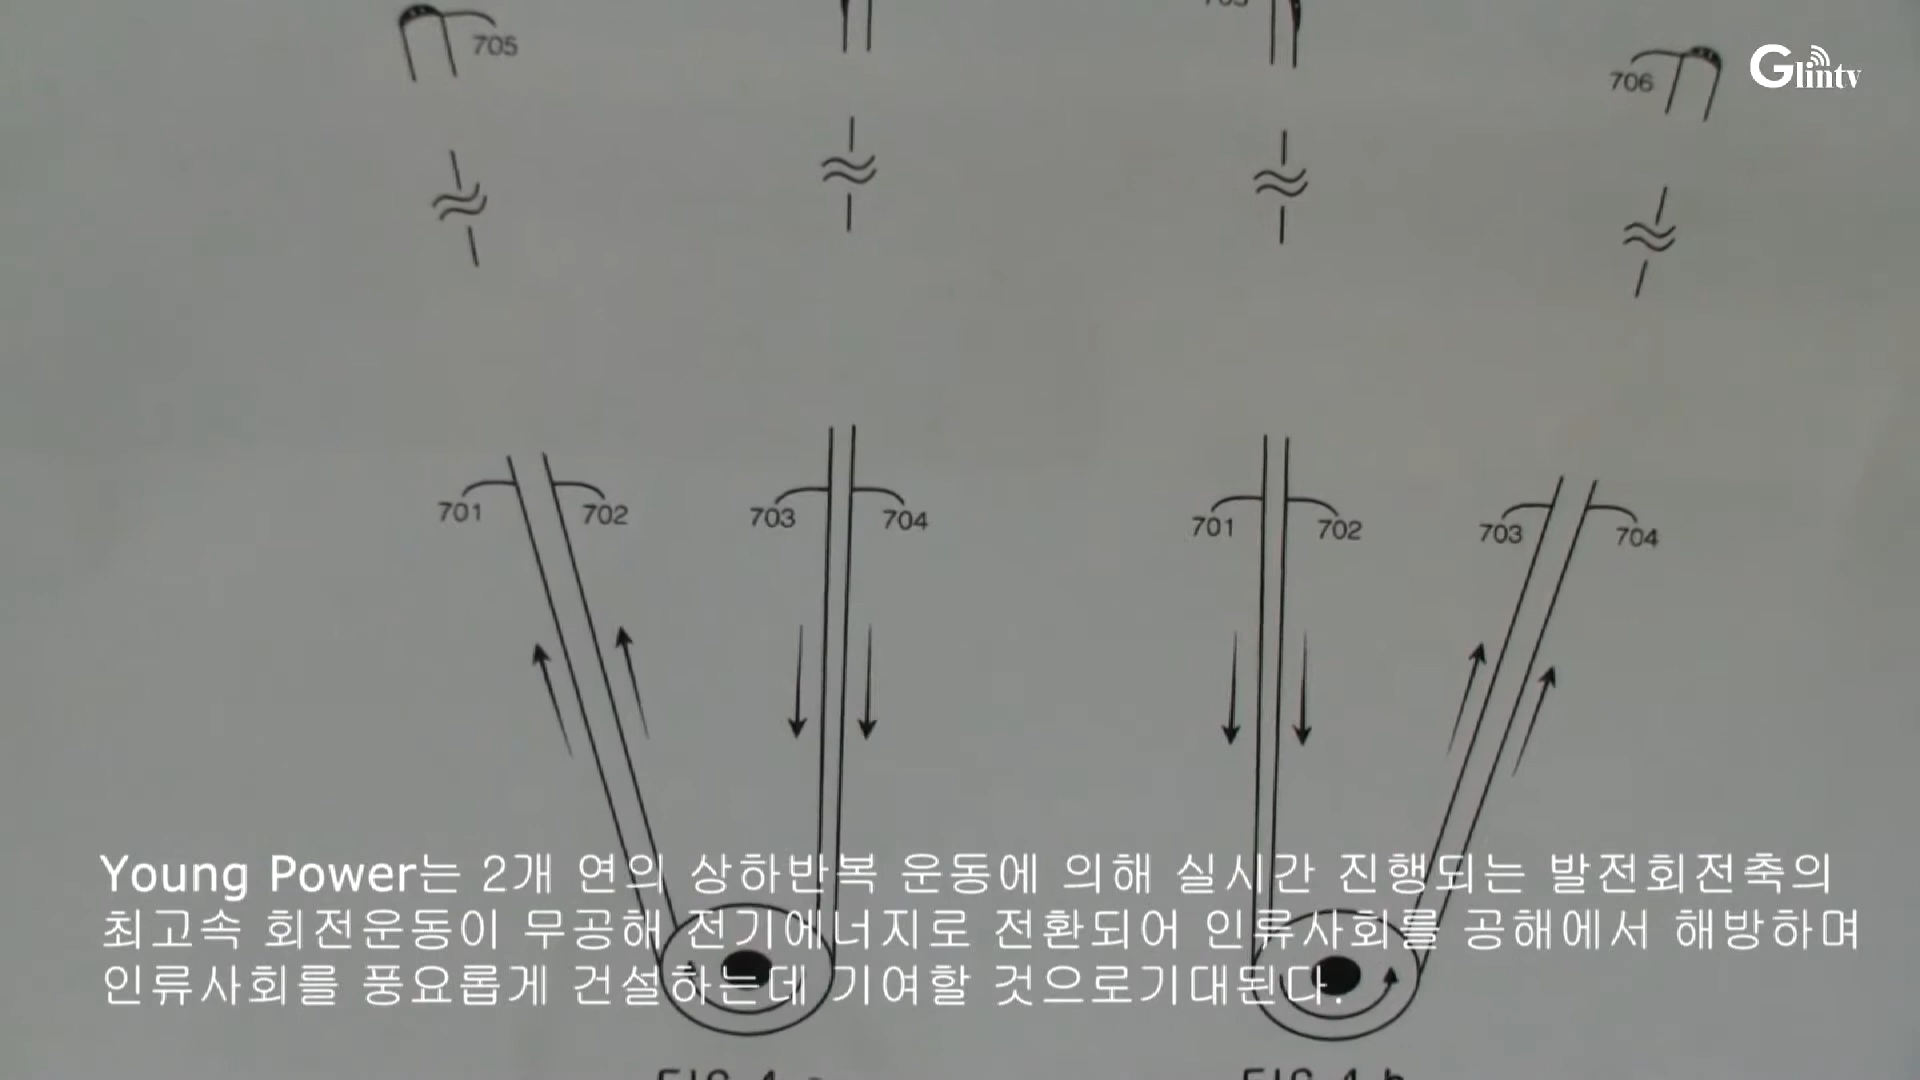 705
706
Glintv
701
702
703
704
701
702
703
704
Young Power는 2개 연의 상하반복 운동에 의해 실시간 진행되는 발전회전축의
최고속 회전운동이 무공해 전기에너지로 전환되어 인류사회를 공해에서 해방하며
인류사회를 풍요롭게 건설하는데 기여할 것으로기대된다.